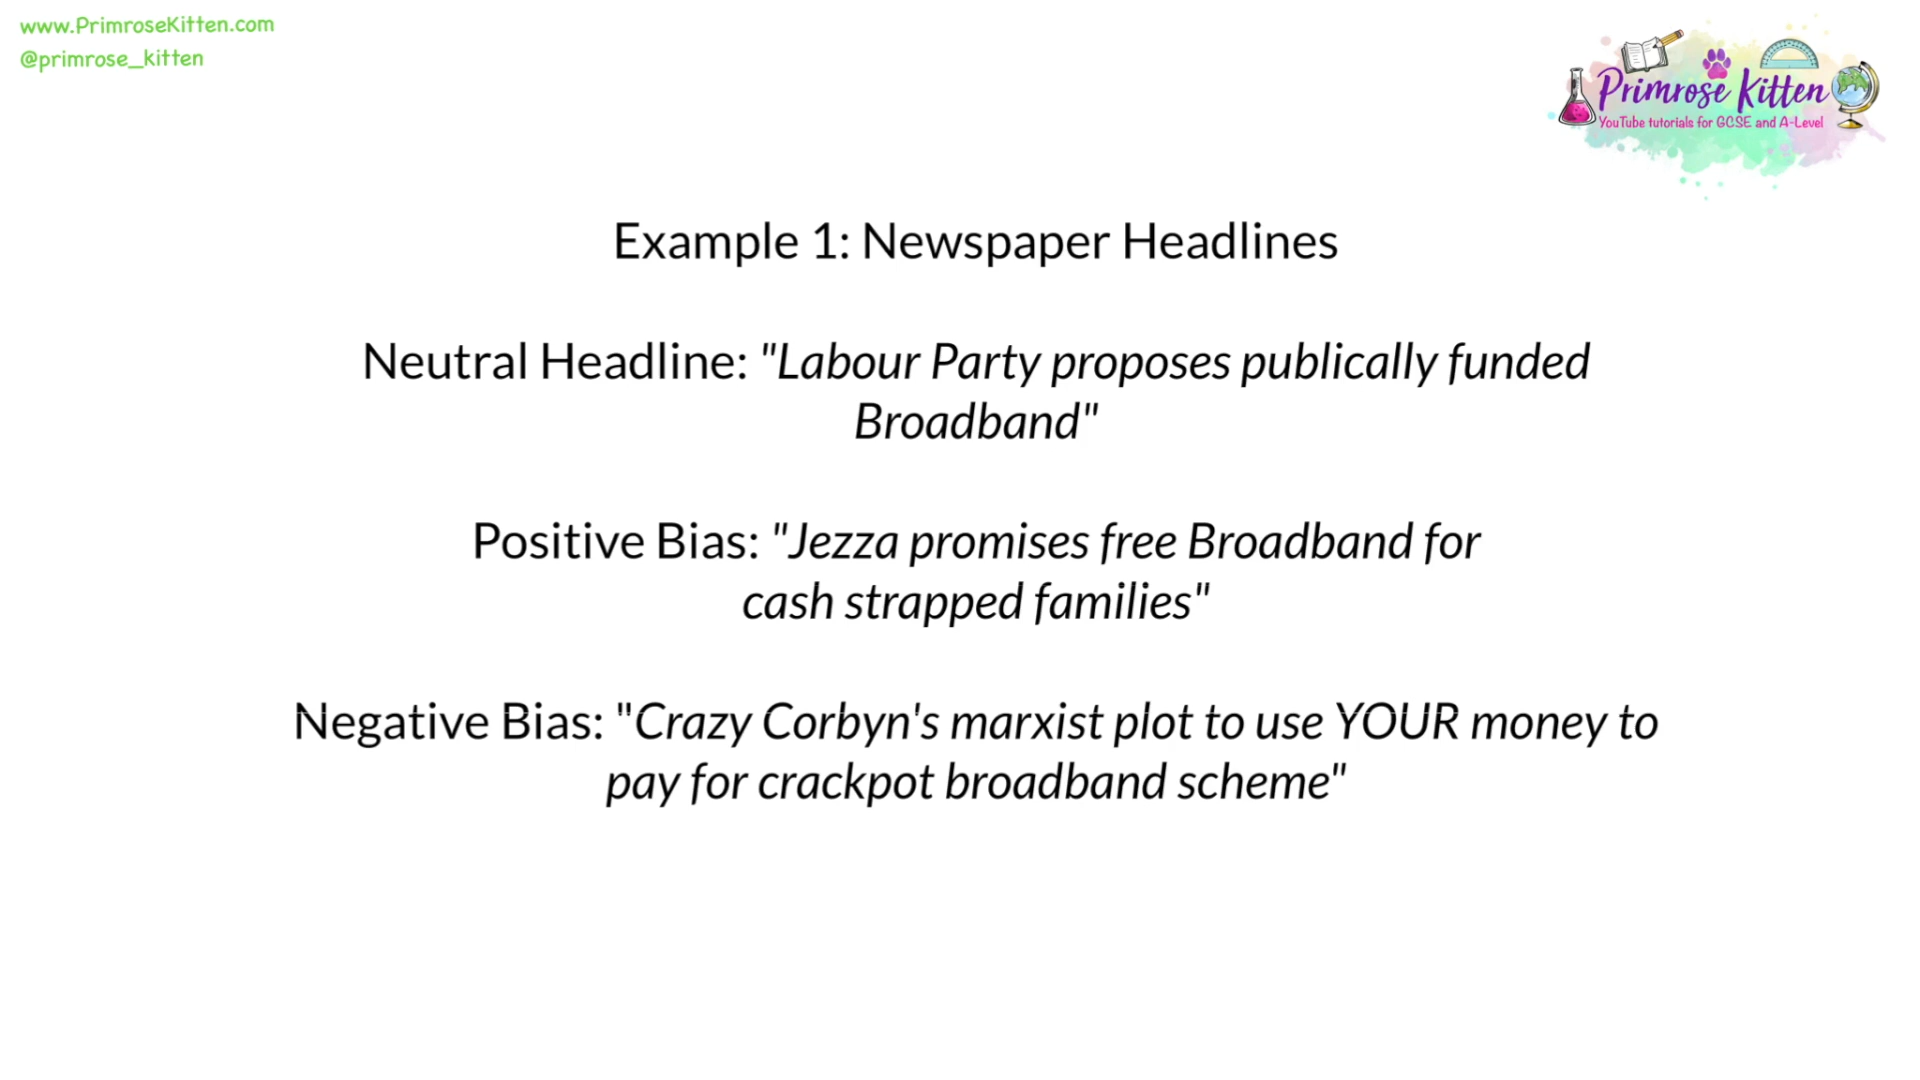 www.PrimroseKitten.com
@primrose_kitten
Primrose Kitten
YouTube tutorials for GCSE and A-Level
Example 1: Newspaper Headlines
Neutral Headline: "Labour Party proposes publically funded
Broadband"
Positive Bias: "Jezza promises free Broadband for
cash strapped families"
Negative Bias: "Crazy Corbyn's marxist plot to use YOUR money to
pay for crackpot broadband scheme"